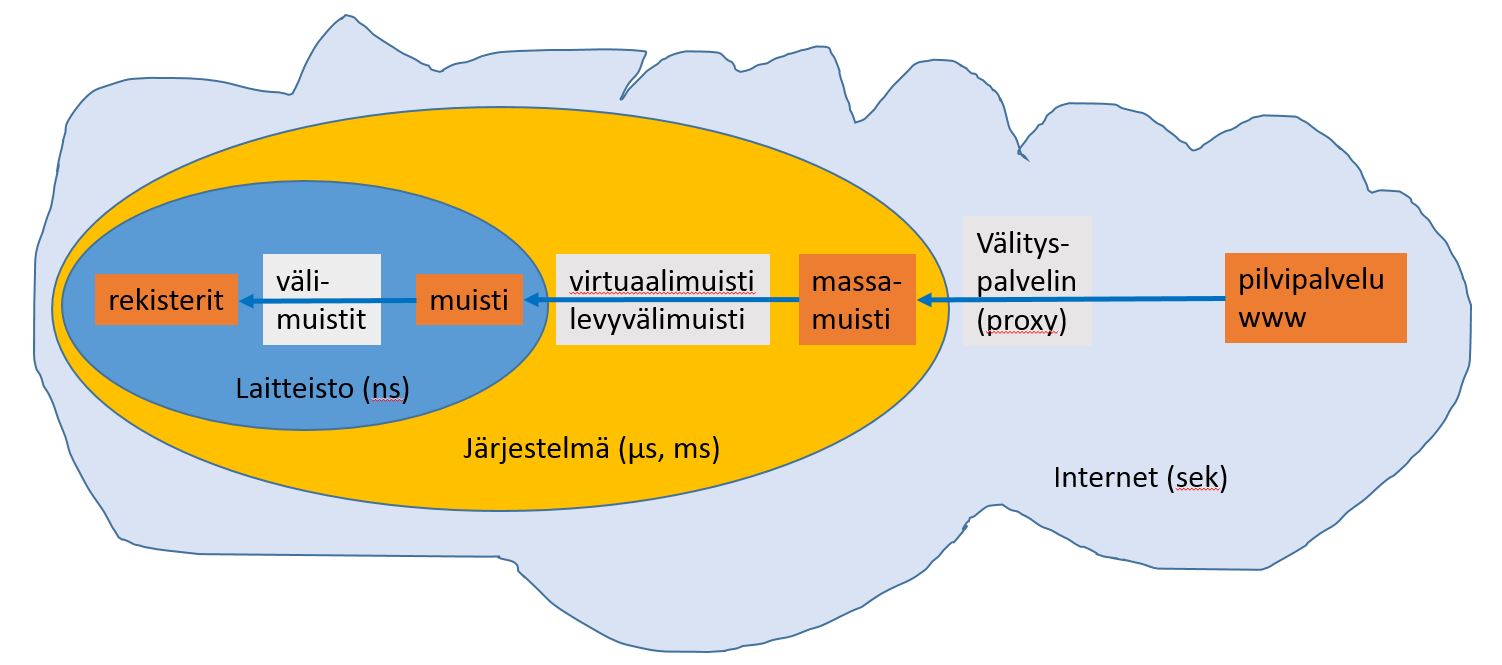 rekisterit
väli-
muistit
muisti
virtuaalimuisti
levyvälimuisti
massa-
muisti
Välitys-
palvelin
(proxy)
pilvipalvelu
www
Laitteisto (ns)
Järjestelmä (µs, ms)
Internet (sek)